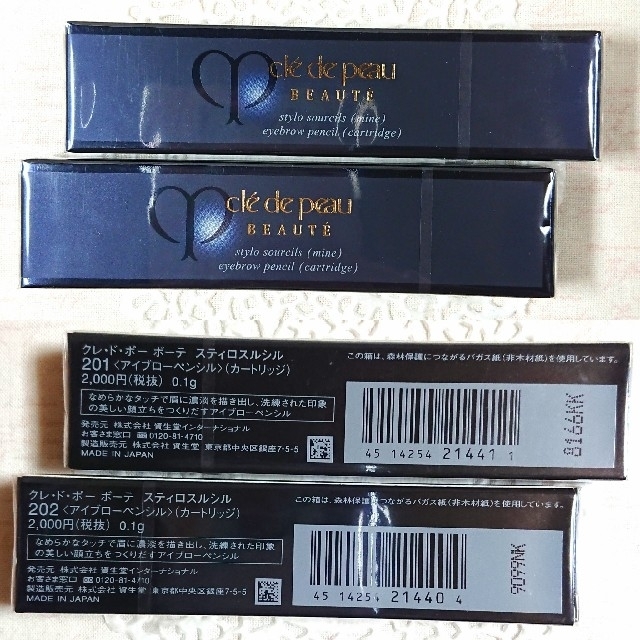 clé de peau
BEAUTÉ
stylo sourcils (mine)
eyebrow pencil (cartridge)
clé de peau
BEAUTÉ
stylo sourcils (mine)
eyebrow pencil (cartridge)
クレ・ド・ポー ボーテ スティロスルシル
201〈アイブローペンシル〉(カートリッジ)
2,000円(税抜) 0.1g
なめらかなタッチで眉に濃淡を描き出し、洗練された印象
の美しい顔立ちをつくりだすアイブローペンシル
発売元 株式会社 資生堂インターナショナル
お客さま窓口 0120-81-4710
製造販売元 株式会社 資生堂 東京都中央区銀座7-5-5
MADE IN JAPAN
この箱は、森林保護につながるバガス紙(非木材紙)を使用しています。
45 14254 21441 1
8166KK
クレ・ド・ポー ボーテ スティロスルシル
202〈アイブローペンシル〉(カートリッジ)
2,000円(税抜) 0.1g
なめらかなタッチで眉に濃淡を描き出し、洗練された印象
の美しい顔立ちをつくりだすアイブローペンシル
発売元 株式会社 資生堂インターナショナル
お客さま窓口 0120-81-4710
製造販売元 株式会社 資生堂 東京都中央区銀座7-5-5
MADE IN JAPAN
この箱は、森林保護につながるバガス紙(非木材紙)を使用しています。
45 14254 21440 4